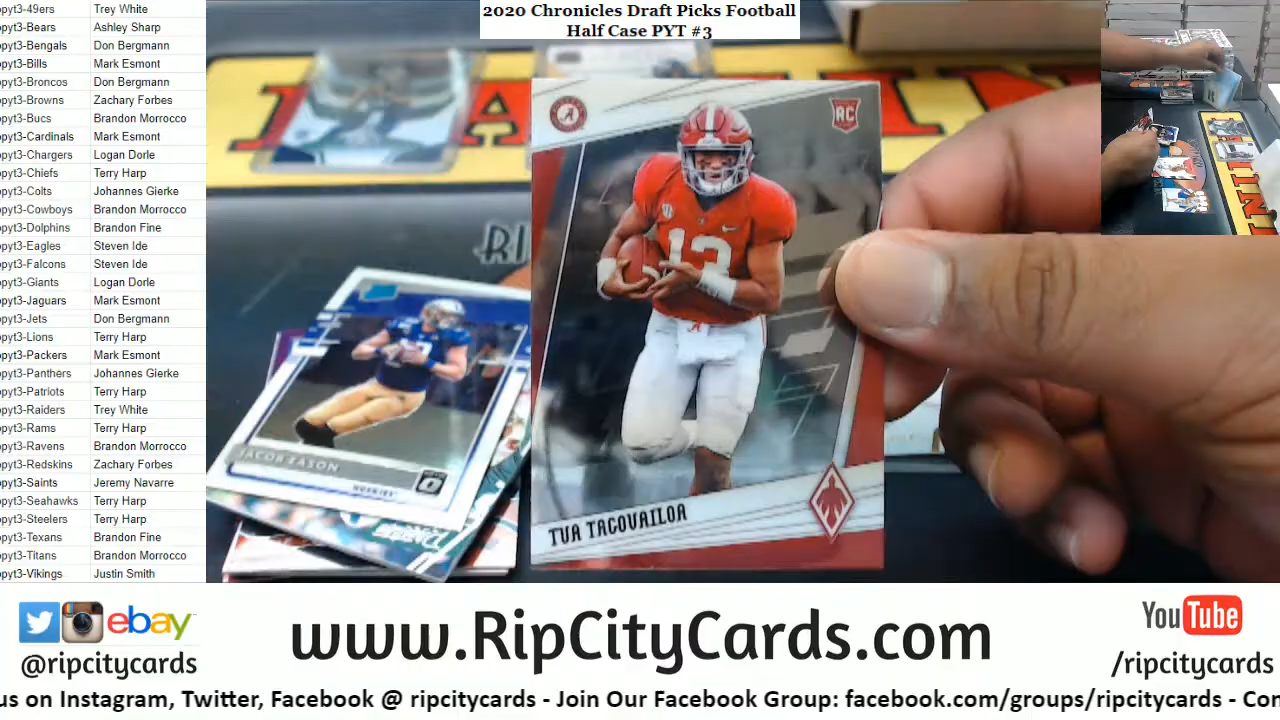 2020 Chronicles Draft Picks Football
Half Case PYT #3
pyt3-49ers Trey White
pyt3-Bears Ashley Sharp
pyt3-Bengals Don Bergmann
pyt3-Bills Mark Esmont
pyt3-Broncos Don Bergmann
pyt3-Browns Zachary Forbes
pyt3-Bucs Brandon Morrocco
pyt3-Cardinals Mark Esmont
pyt3-Chargers Logan Dorle
pyt3-Chiefs Terry Harp
pyt3-Colts Johannes Gierke
pyt3-Cowboys Brandon Morrocco
pyt3-Dolphins Brandon Fine
pyt3-Eagles Steven Ide
pyt3-Falcons Steven Ide
pyt3-Giants Logan Dorle
pyt3-Jaguars Mark Esmont
pyt3-Jets Don Bergmann
pyt3-Lions Terry Harp
pyt3-Packers Mark Esmont
pyt3-Panthers Johannes Gierke
pyt3-Patriots Terry Harp
pyt3-Raiders Trey White
pyt3-Rams Terry Harp
pyt3-Ravens Brandon Morrocco
pyt3-Redskins Zachary Forbes
pyt3-Saints Jeremy Navarre
pyt3-Seahawks Terry Harp
pyt3-Steelers Terry Harp
pyt3-Texans Brandon Fine
pyt3-Titans Brandon Morrocco
pyt3-Vikings Justin Smith
RC
A
13
TUA TAGOVAILOA
JACOB EASON
HUSKIES
ebay
@ripcitycards
www.RipCityCards.com
YouTube
/ripcitycards
us on Instagram, Twitter, Facebook @ ripcitycards - Join Our Facebook Group: facebook.com/groups/ripcitycards - Con